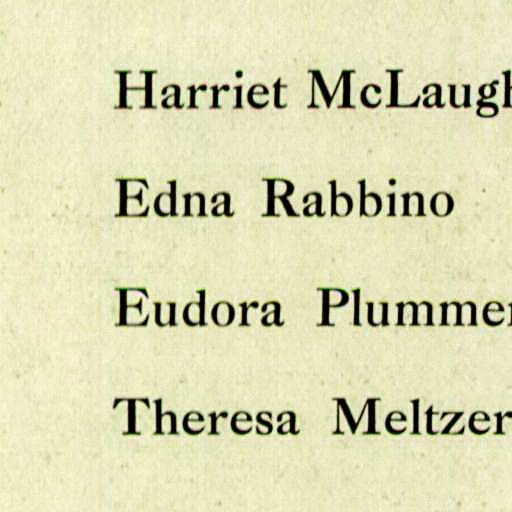 Harriet McLaugh
Edna Rabbino
Eudora Plummer
Theresa Meltzer